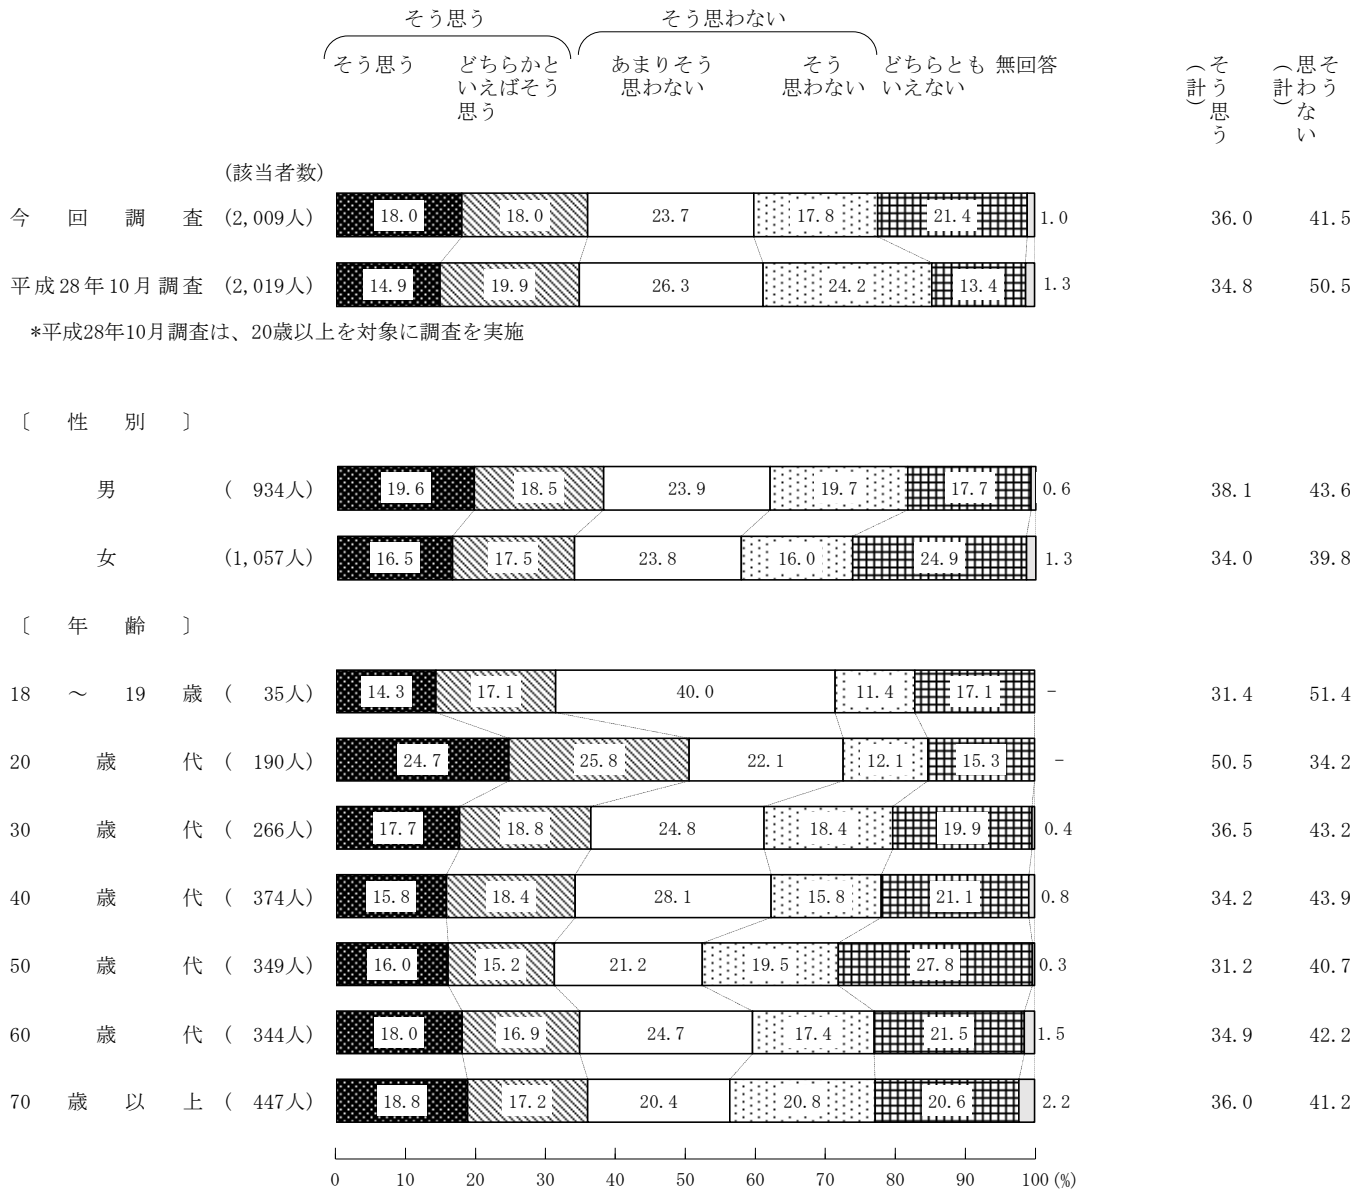 そう思う そう思わない
そう思う どちらかと あまりそう そう どちらとも 無回答 そう思う そう
いえばそう 思わない 思わない いえない (計) 思わない
思う (計)
(該当者数)
今回調査 (2,009人) 18.0 18.0 23.7 17.8 21.4 1.0 36.0 41.5
平成28年10月調査 (2,019人) 14.9 19.9 26.3 24.2 13.4 1.3 34.8 50.5
*平成28年10月調査は、20歳以上を対象に調査を実施
〔性別〕
男 ( 934人) 19.6 18.5 23.9 19.7 17.7 0.6 38.1 43.6
女 (1,057人) 16.5 17.5 23.8 16.0 24.9 1.3 34.0 39.8
〔年齢〕
18～19歳 ( 35人) 14.3 17.1 40.0 11.4 17.1 - 31.4 51.4
20歳代 ( 190人) 24.7 25.8 22.1 12.1 15.3 - 50.5 34.2
30歳代 ( 266人) 17.7 18.8 24.8 18.4 19.9 0.4 36.5 43.2
40歳代 ( 374人) 15.8 18.4 28.1 15.8 21.1 0.8 34.2 43.9
50歳代 ( 349人) 16.0 15.2 21.2 19.5 27.8 0.3 31.2 40.7
60歳代 ( 344人) 18.0 16.9 24.7 17.4 21.5 1.5 34.9 42.2
70歳以上 ( 447人) 18.8 17.2 20.4 20.8 20.6 2.2 36.0 41.2
0 10 20 30 40 50 60 70 80 90 100 (%)